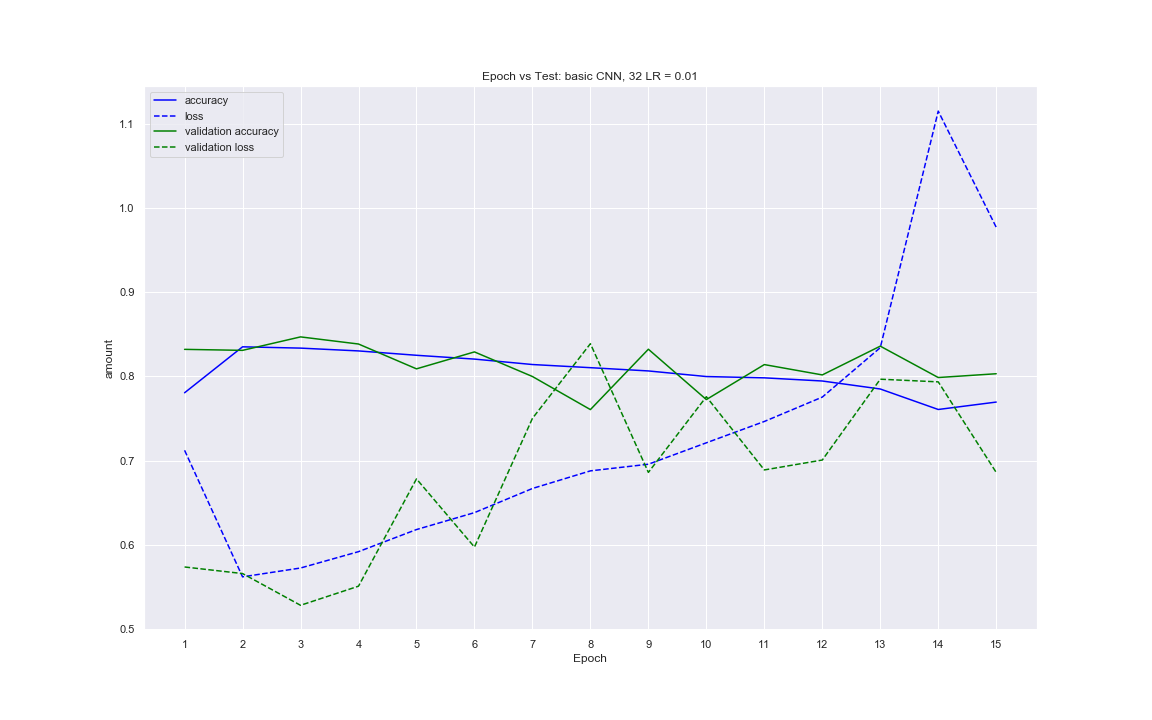 Epoch vs Test: basic CNN, 32 LR = 0.01
accuracy
loss
validation accuracy
validation loss
1.1
1.0
0.9
0.8
0.7
0.6
0.5
amount
1 2 3 4 5 6 7 8 9 10 11 12 13 14 15
Epoch